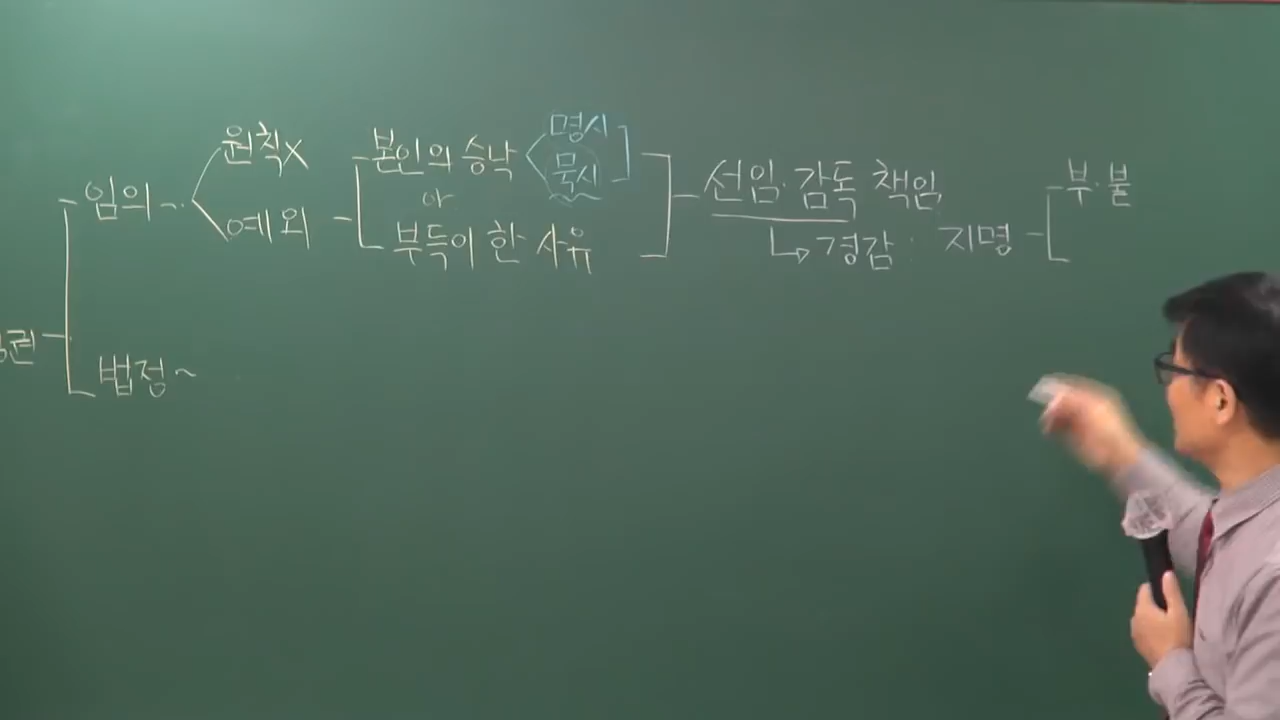 원칙X
본인의 승낙
명시
묵시
임의~
예외
or
부득이 한 사유
선임·감독 책임
경감: 지명
부·불
권
법정~